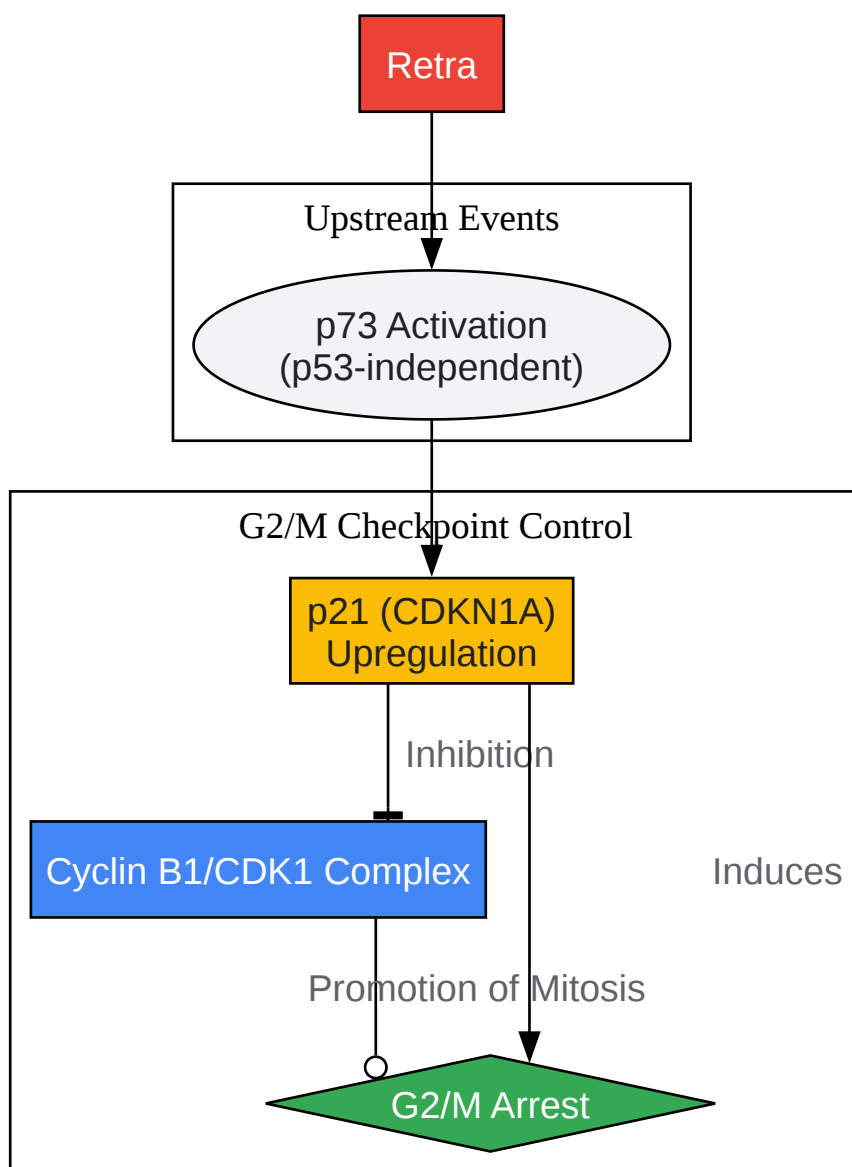 Retra
Upstream Events
p73 Activation
(p53-independent)
G2/M Checkpoint Control
p21 (CDKN1A)
Upregulation
Inhibition
Cyclin B1/CDK1 Complex
Induces
Promotion of Mitosis
G2/M Arrest